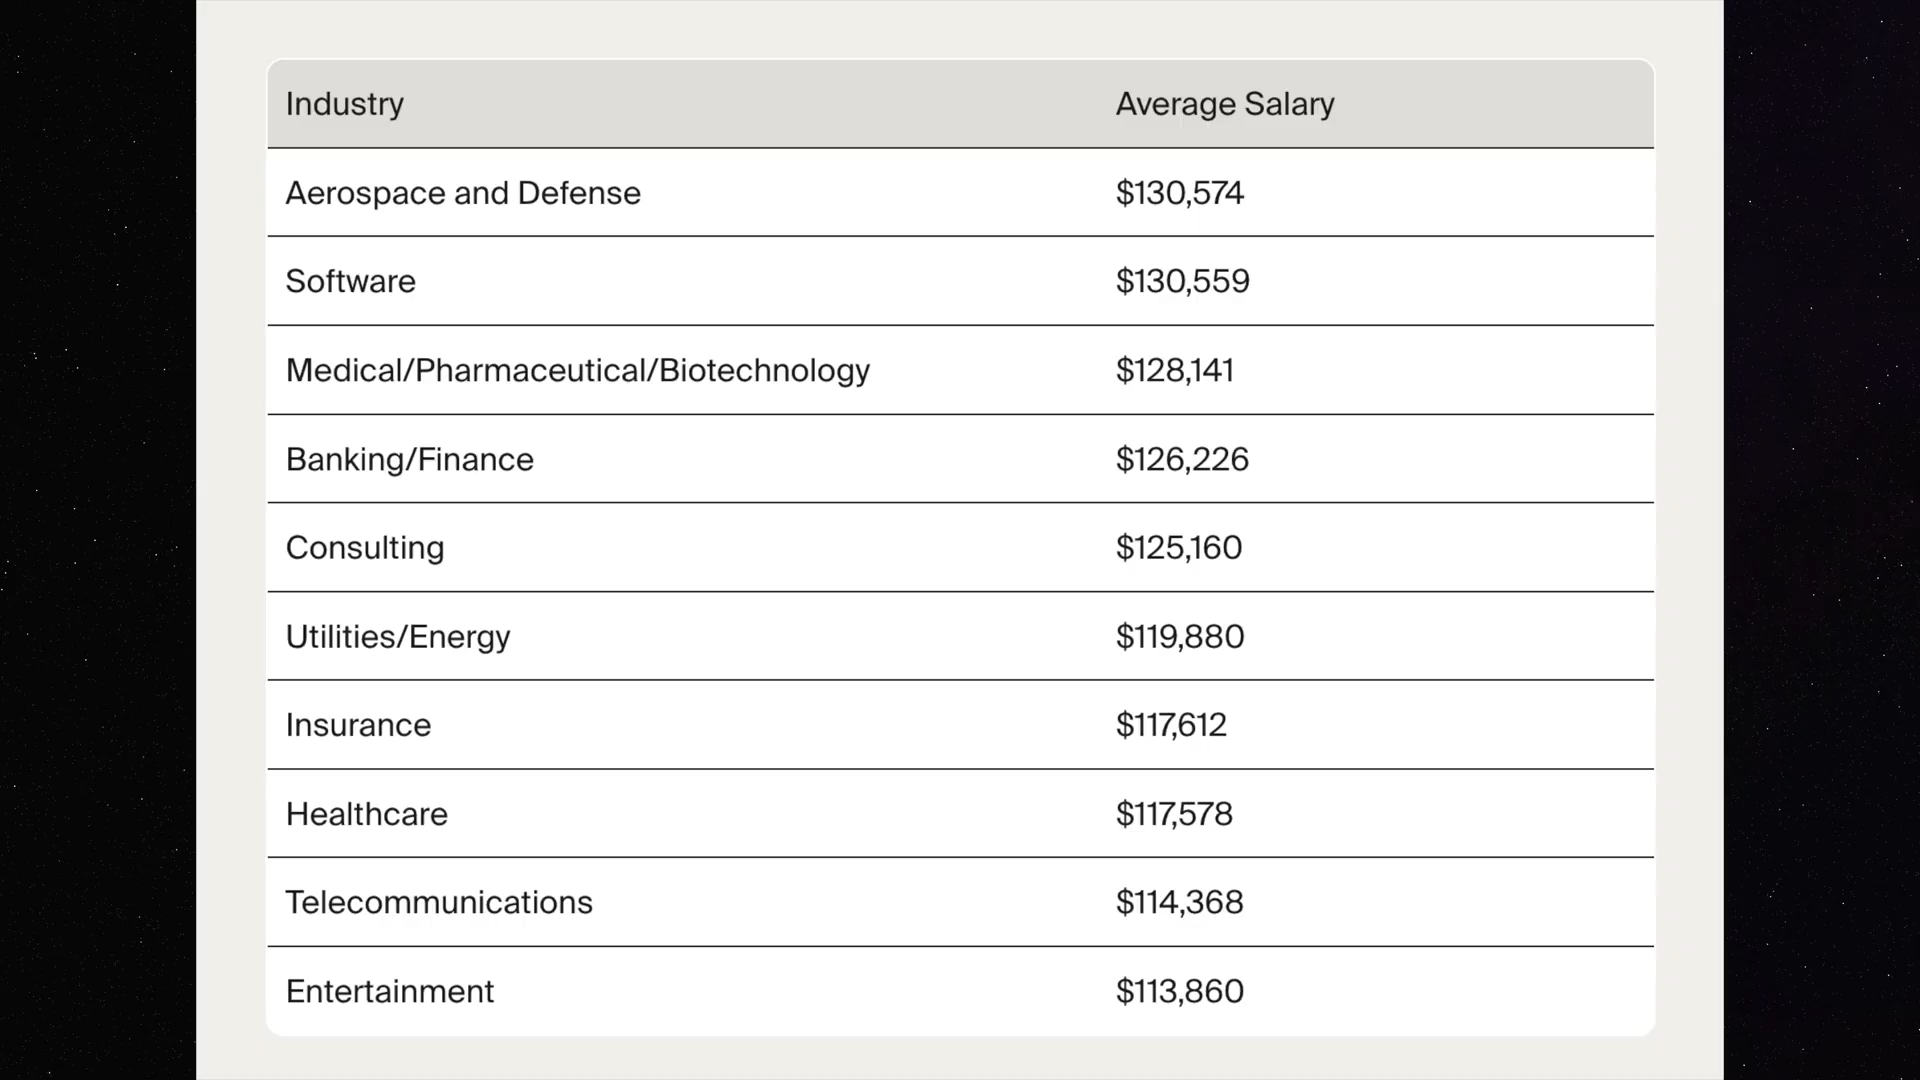 Industry Average Salary
Aerospace and Defense $130,574
Software $130,559
Medical/Pharmaceutical/Biotechnology $128,141
Banking/Finance $126,226
Consulting $125,160
Utilities/Energy $119,880
Insurance $117,612
Healthcare $117,578
Telecommunications $114,368
Entertainment $113,860